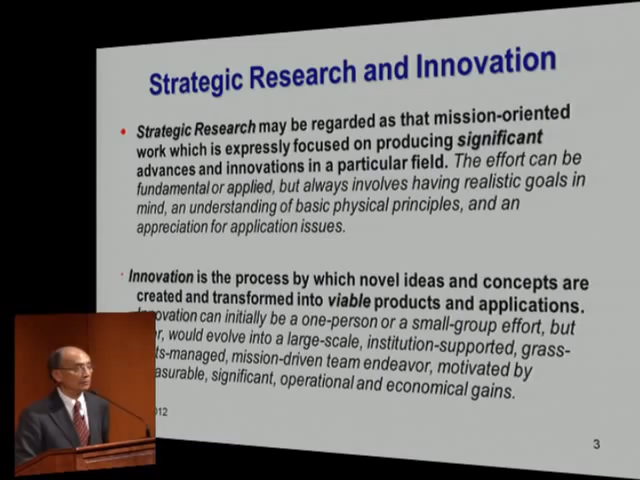 Strategic Research and Innovation
• Strategic Research may be regarded as that mission-oriented
work which is expressly focused on producing significant
advances and innovations in a particular field. The effort can be
fundamental or applied, but always involves having realistic goals in
mind, an understanding of basic physical principles, and an
appreciation for application issues.
· Innovation is the process by which novel ideas and concepts are
created and transformed into viable products and applications.
Innovation can initially be a one-person or a small-group effort, but
would evolve into a large-scale, institution-supported, grass-
-managed, mission-driven team endeavor, motivated by
significant, operational and economical gains.
3